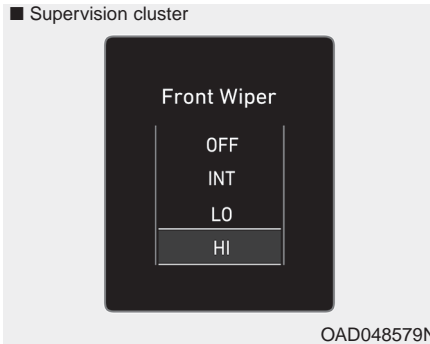 ■ Supervision cluster
Front Wiper
OFF
INT
LO
HI
OAD048579N